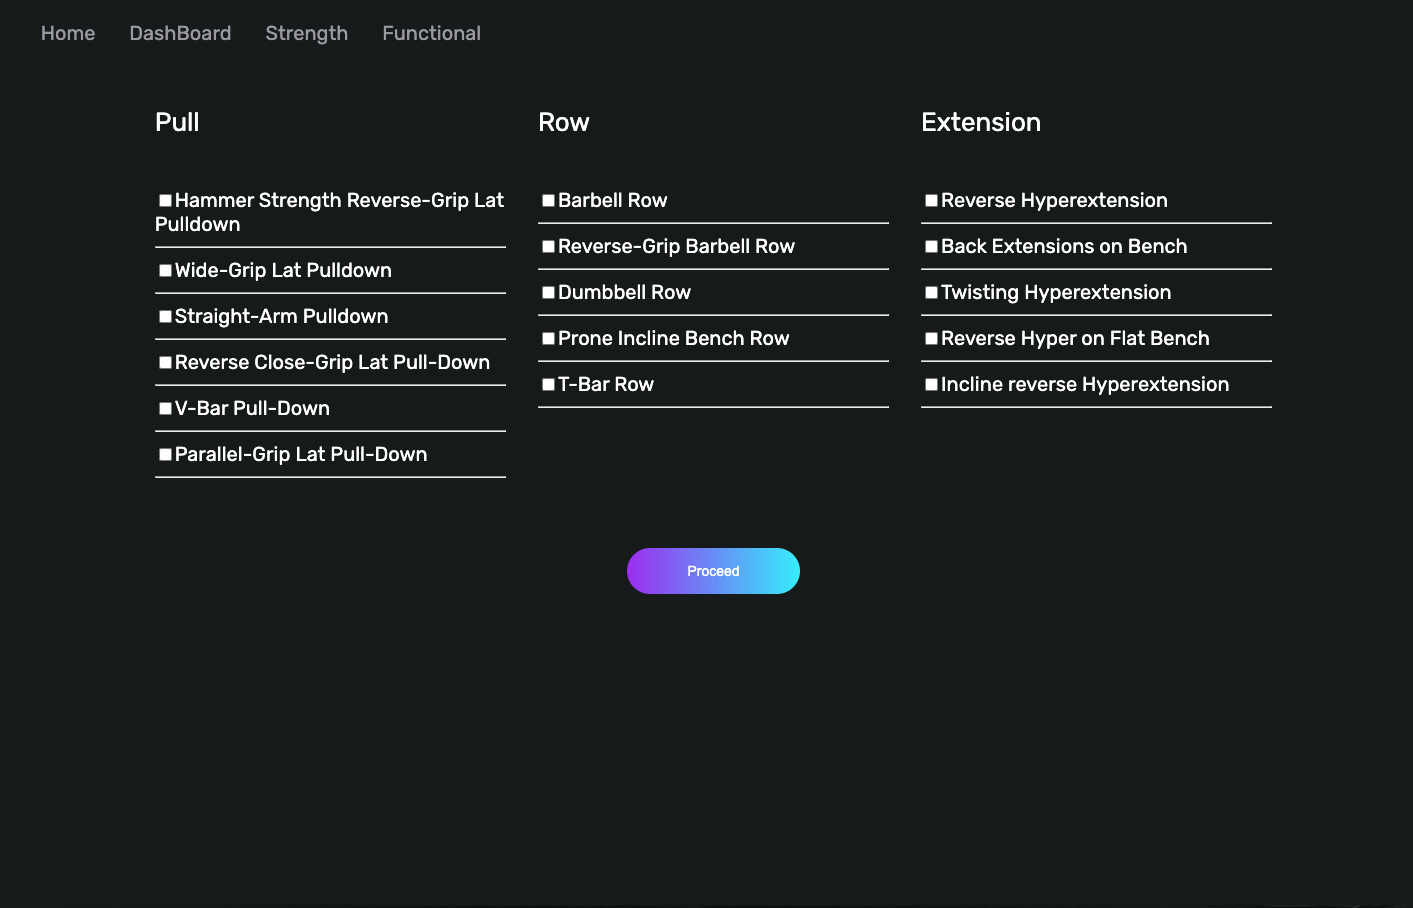 Home DashBoard Strength Functional
Pull
Hammer Strength Reverse-Grip Lat
Pulldown
Wide-Grip Lat Pulldown
Straight-Arm Pulldown
Reverse Close-Grip Lat Pull-Down
V-Bar Pull-Down
Parallel-Grip Lat Pull-Down
Row
Barbell Row
Reverse-Grip Barbell Row
Dumbbell Row
Prone Incline Bench Row
T-Bar Row
Extension
Reverse Hyperextension
Back Extensions on Bench
Twisting Hyperextension
Reverse Hyper on Flat Bench
Incline reverse Hyperextension
Proceed